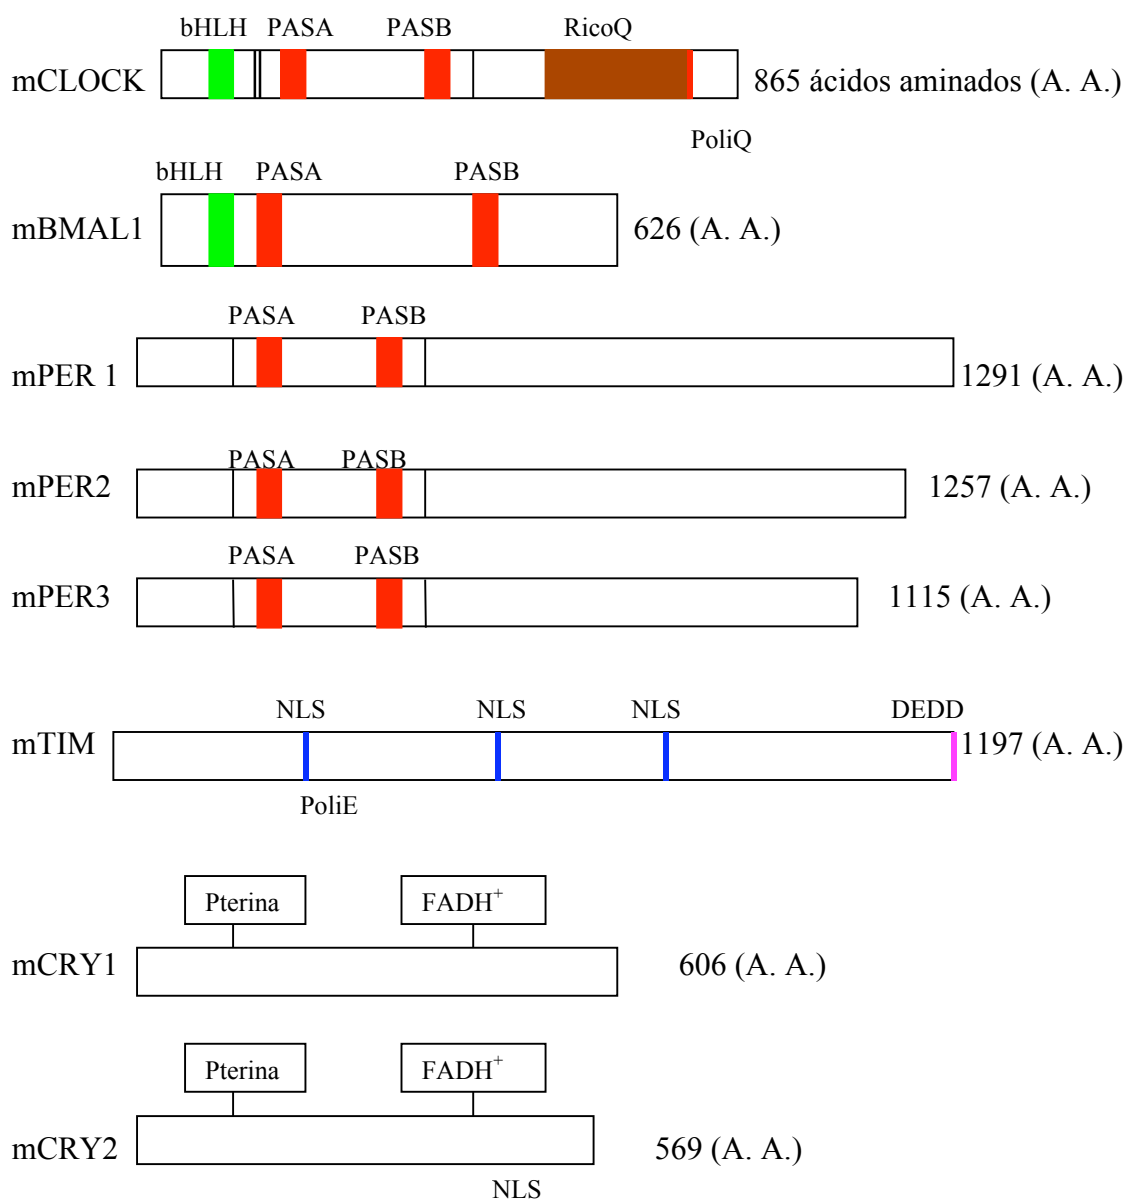 bHLH PASA PASB RicoQ
mCLOCK 865 ácidos aminados (A. A.)
PoliQ
bHLH PASA PASB
mBMAL1 626 (A. A.)
PASA PASB
mPER 1 1291 (A. A.)
PASA PASB
mPER2 1257 (A. A.)
PASA PASB
mPER3 1115 (A. A.)
NLS NLS NLS DEDD
mTIM 1197 (A. A.)
PoliE
Pterina FADH⁺
mCRY1 606 (A. A.)
Pterina FADH⁺
mCRY2 569 (A. A.)
NLS